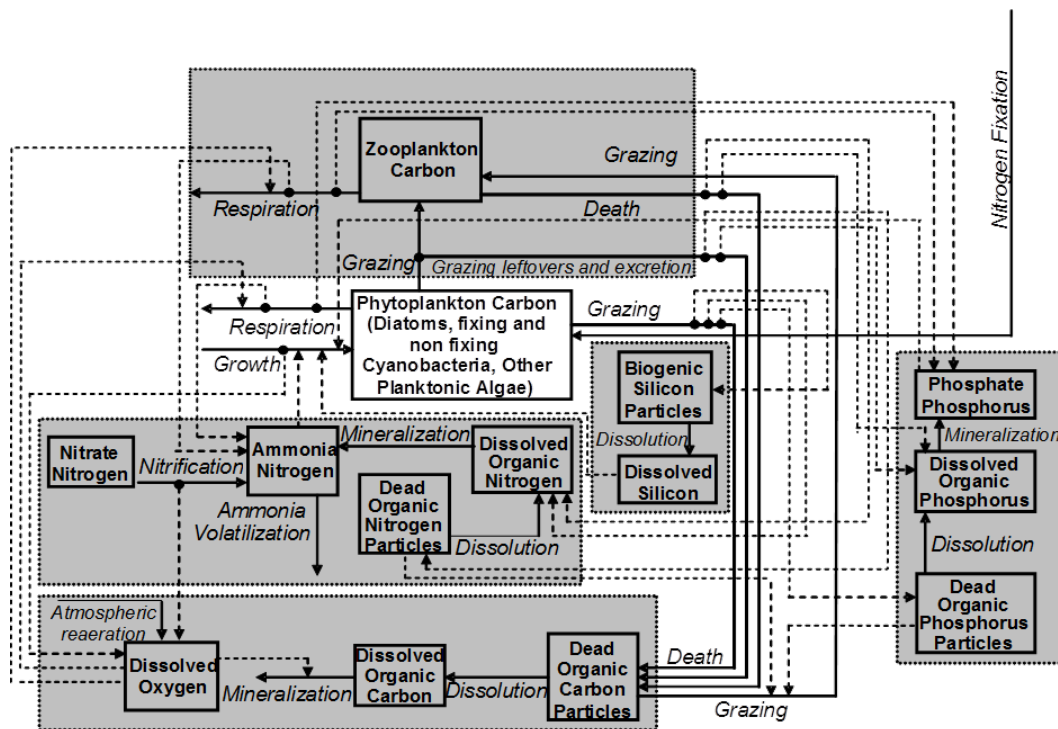 Nitrogen Fixation
Zooplankton
Carbon
Grazing
Respiration
Death
Grazing
Grazing leftovers and excretion
Phytoplankton Carbon
(Diatoms, fixing and
non fixing
Cyanobacteria, Other
Planktonic Algae)
Grazing
Respiration
Growth
Biogenic
Silicon
Particles
Dissolution
Dissolved
Silicon
Phosphate
Phosphorus
Mineralization
Dissolved
Organic
Phosphorus
Dissolution
Dead
Organic
Phosphorus
Particles
Nitrate
Nitrogen
Nitrification
Ammonia
Nitrogen
Mineralization
Dissolved
Organic
Nitrogen
Ammonia
Volatilization
Dead
Organic
Nitrogen
Particles
Dissolution
Atmospheric
reaeration
Dissolved
Oxygen
Mineralization
Dissolved
Organic
Carbon
Dissolution
Dead
Organic
Carbon
Particles
Death
Grazing